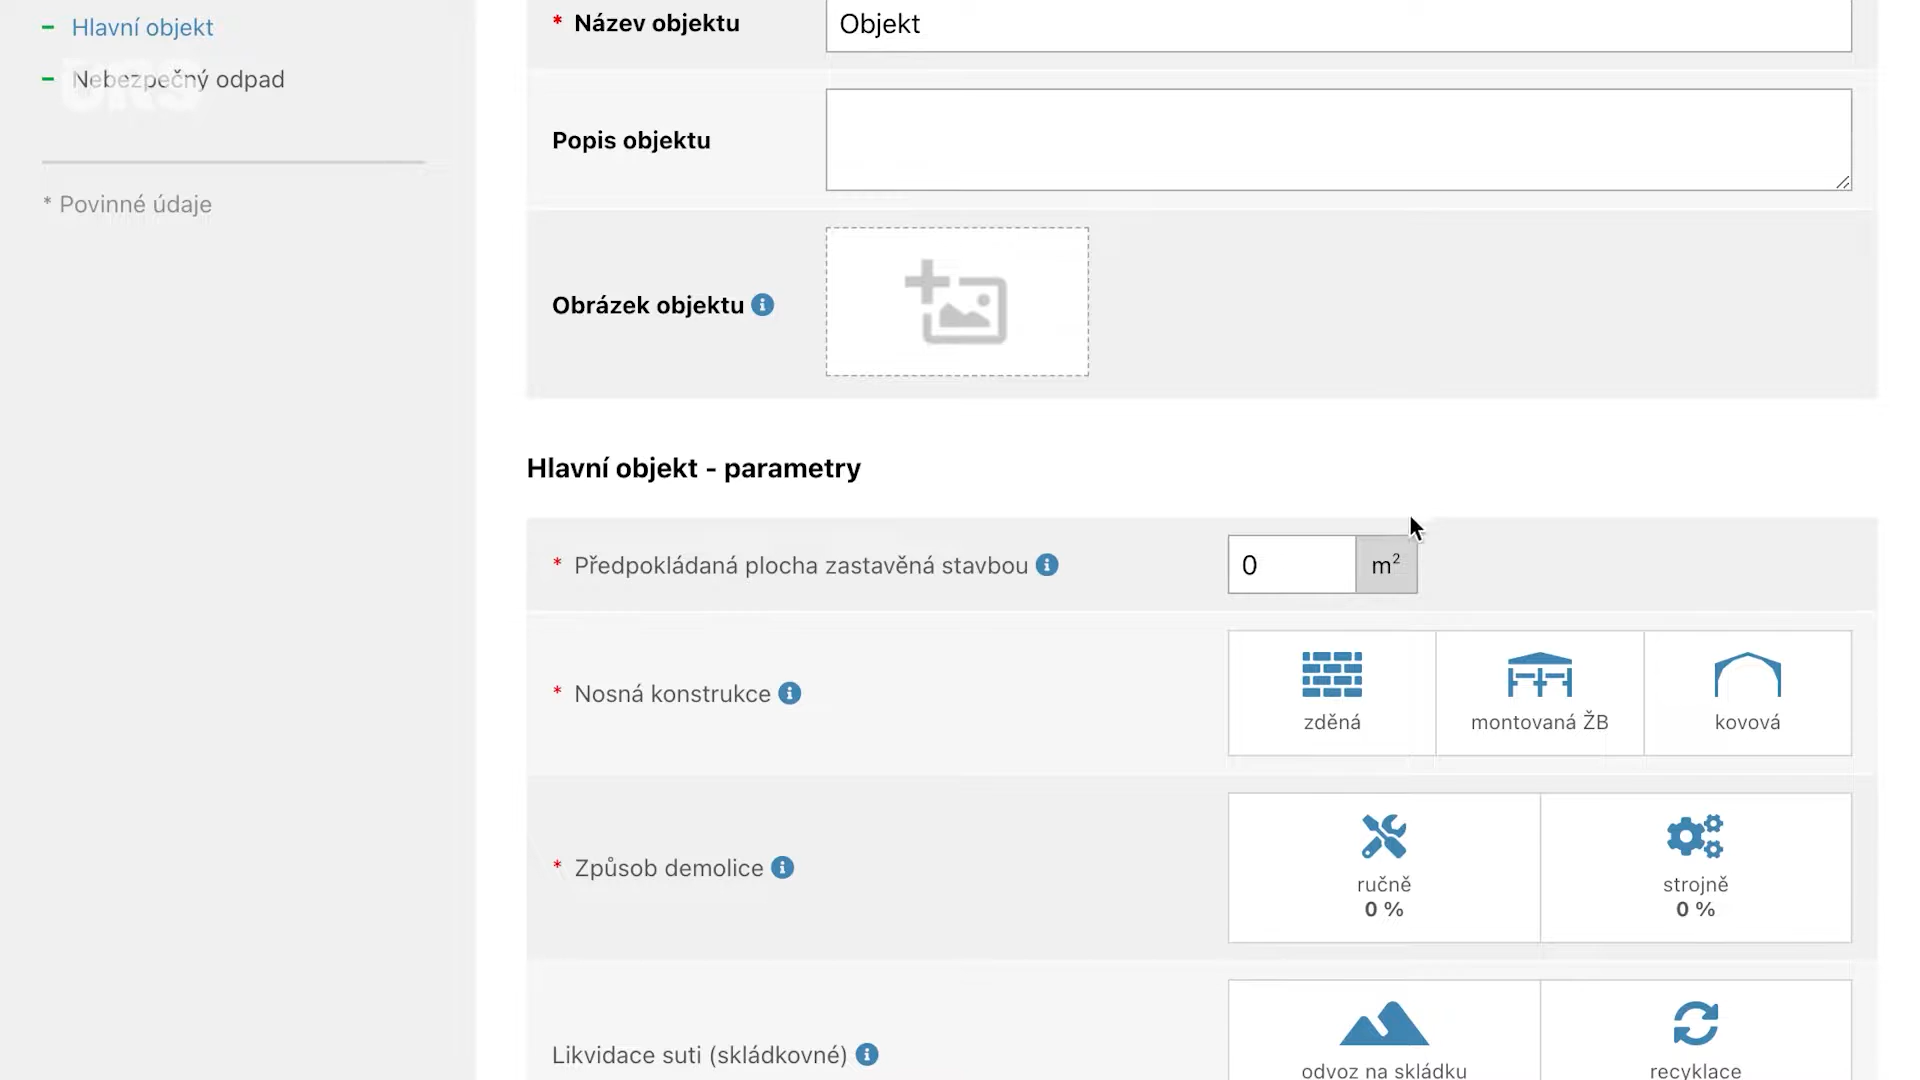 – Hlavní objekt
– Nebezpečný odpad
ÚRS
* Povinné údaje
* Název objektu
Objekt
Popis objektu
Obrázek objektu
Hlavní objekt - parametry
* Předpokládaná plocha zastavěná stavbou
0 m²
* Nosná konstrukce
zděná
montovaná ŽB
kovová
* Způsob demolice
ručně
0 %
strojně
0 %
Likvidace suti (skládkovné)
odvoz na skládku
recyklace